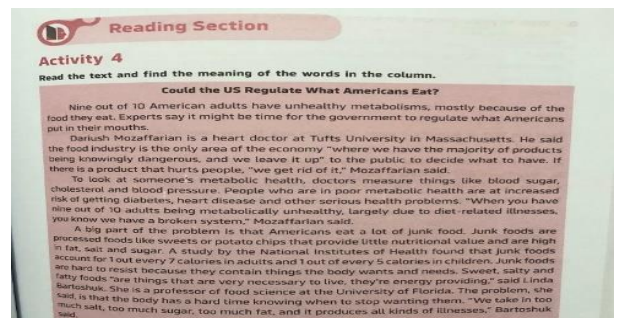 Reading Section
Activity 4
Read the text and find the meaning of the words in the column.
Could the US Regulate What Americans Eat?
Nine out of 10 American adults have unhealthy metabolisms, mostly because of the
food they eat. Experts say it might be time for the government to regulate what Americans
put in their mouths.
Dariush Mozaffarian is a heart doctor at Tufts University in Massachusetts. He said
the food industry is the only area of the economy "where we have the majority of products
being knowingly dangerous, and we leave it up" to the public to decide what to have. If
there is a product that hurts people, "we get rid of it," Mozaffarian said.
To look at someone's metabolic health, doctors measure things like blood sugar,
cholesterol and blood pressure. People who are in poor metabolic health are at increased
risk of getting diabetes, heart disease and other serious health problems. "When you have
nine out of 10 adults being metabolically unhealthy, largely due to diet-related illnesses,
you know we have a broken system," Mozaffarian said.
A big part of the problem is that Americans eat a lot of junk food. Junk foods are
processed foods like sweets or potato chips that provide little nutritional value and are high
in fat, salt and sugar. A study by the National Institutes of Health found that junk foods
account for 1 out every 7 calories in adults and 1 out of every 5 calories in children. Junk foods
are hard to resist because they contain things the body wants and needs. Sweet, salty and
fatty foods "are things that are very necessary to live, they're energy providing," said Linda
Bartoshuk. She is a professor of food science at the University of Florida. The problem, she
said, is that the body has a hard time knowing when to stop wanting them. "We take in too
much salt, too much sugar, too much fat, and it produces all kinds of illnesses," Bartoshuk
said.